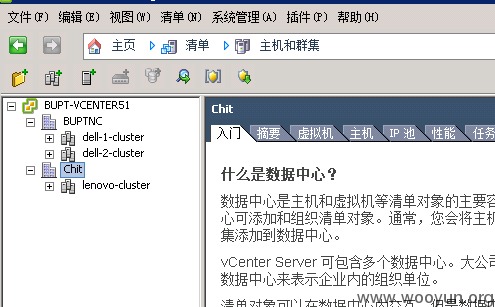 文件(F) 编辑(E) 视图(W) 清单(N) 系统管理(A) 插件(P) 帮助(H)
主页 清单 主机和群集
BUPT-VCENTER51
BUPTNC
dell-1-cluster
dell-2-cluster
Chit
lenovo-cluster
Chit
入门 摘要 虚拟机 主机 IP 池 性能 任务
什么是数据中心？
数据中心是主机和虚拟机等清单对象的主要容
心可添加和组织清单对象。通常，您会将主机
集添加到数据中心。
vCenter Server 可包含多个数据中心。大公司
数据中心来表示企业内的组织单位。
清单对象可以在数据中心内
www.wooyun.org